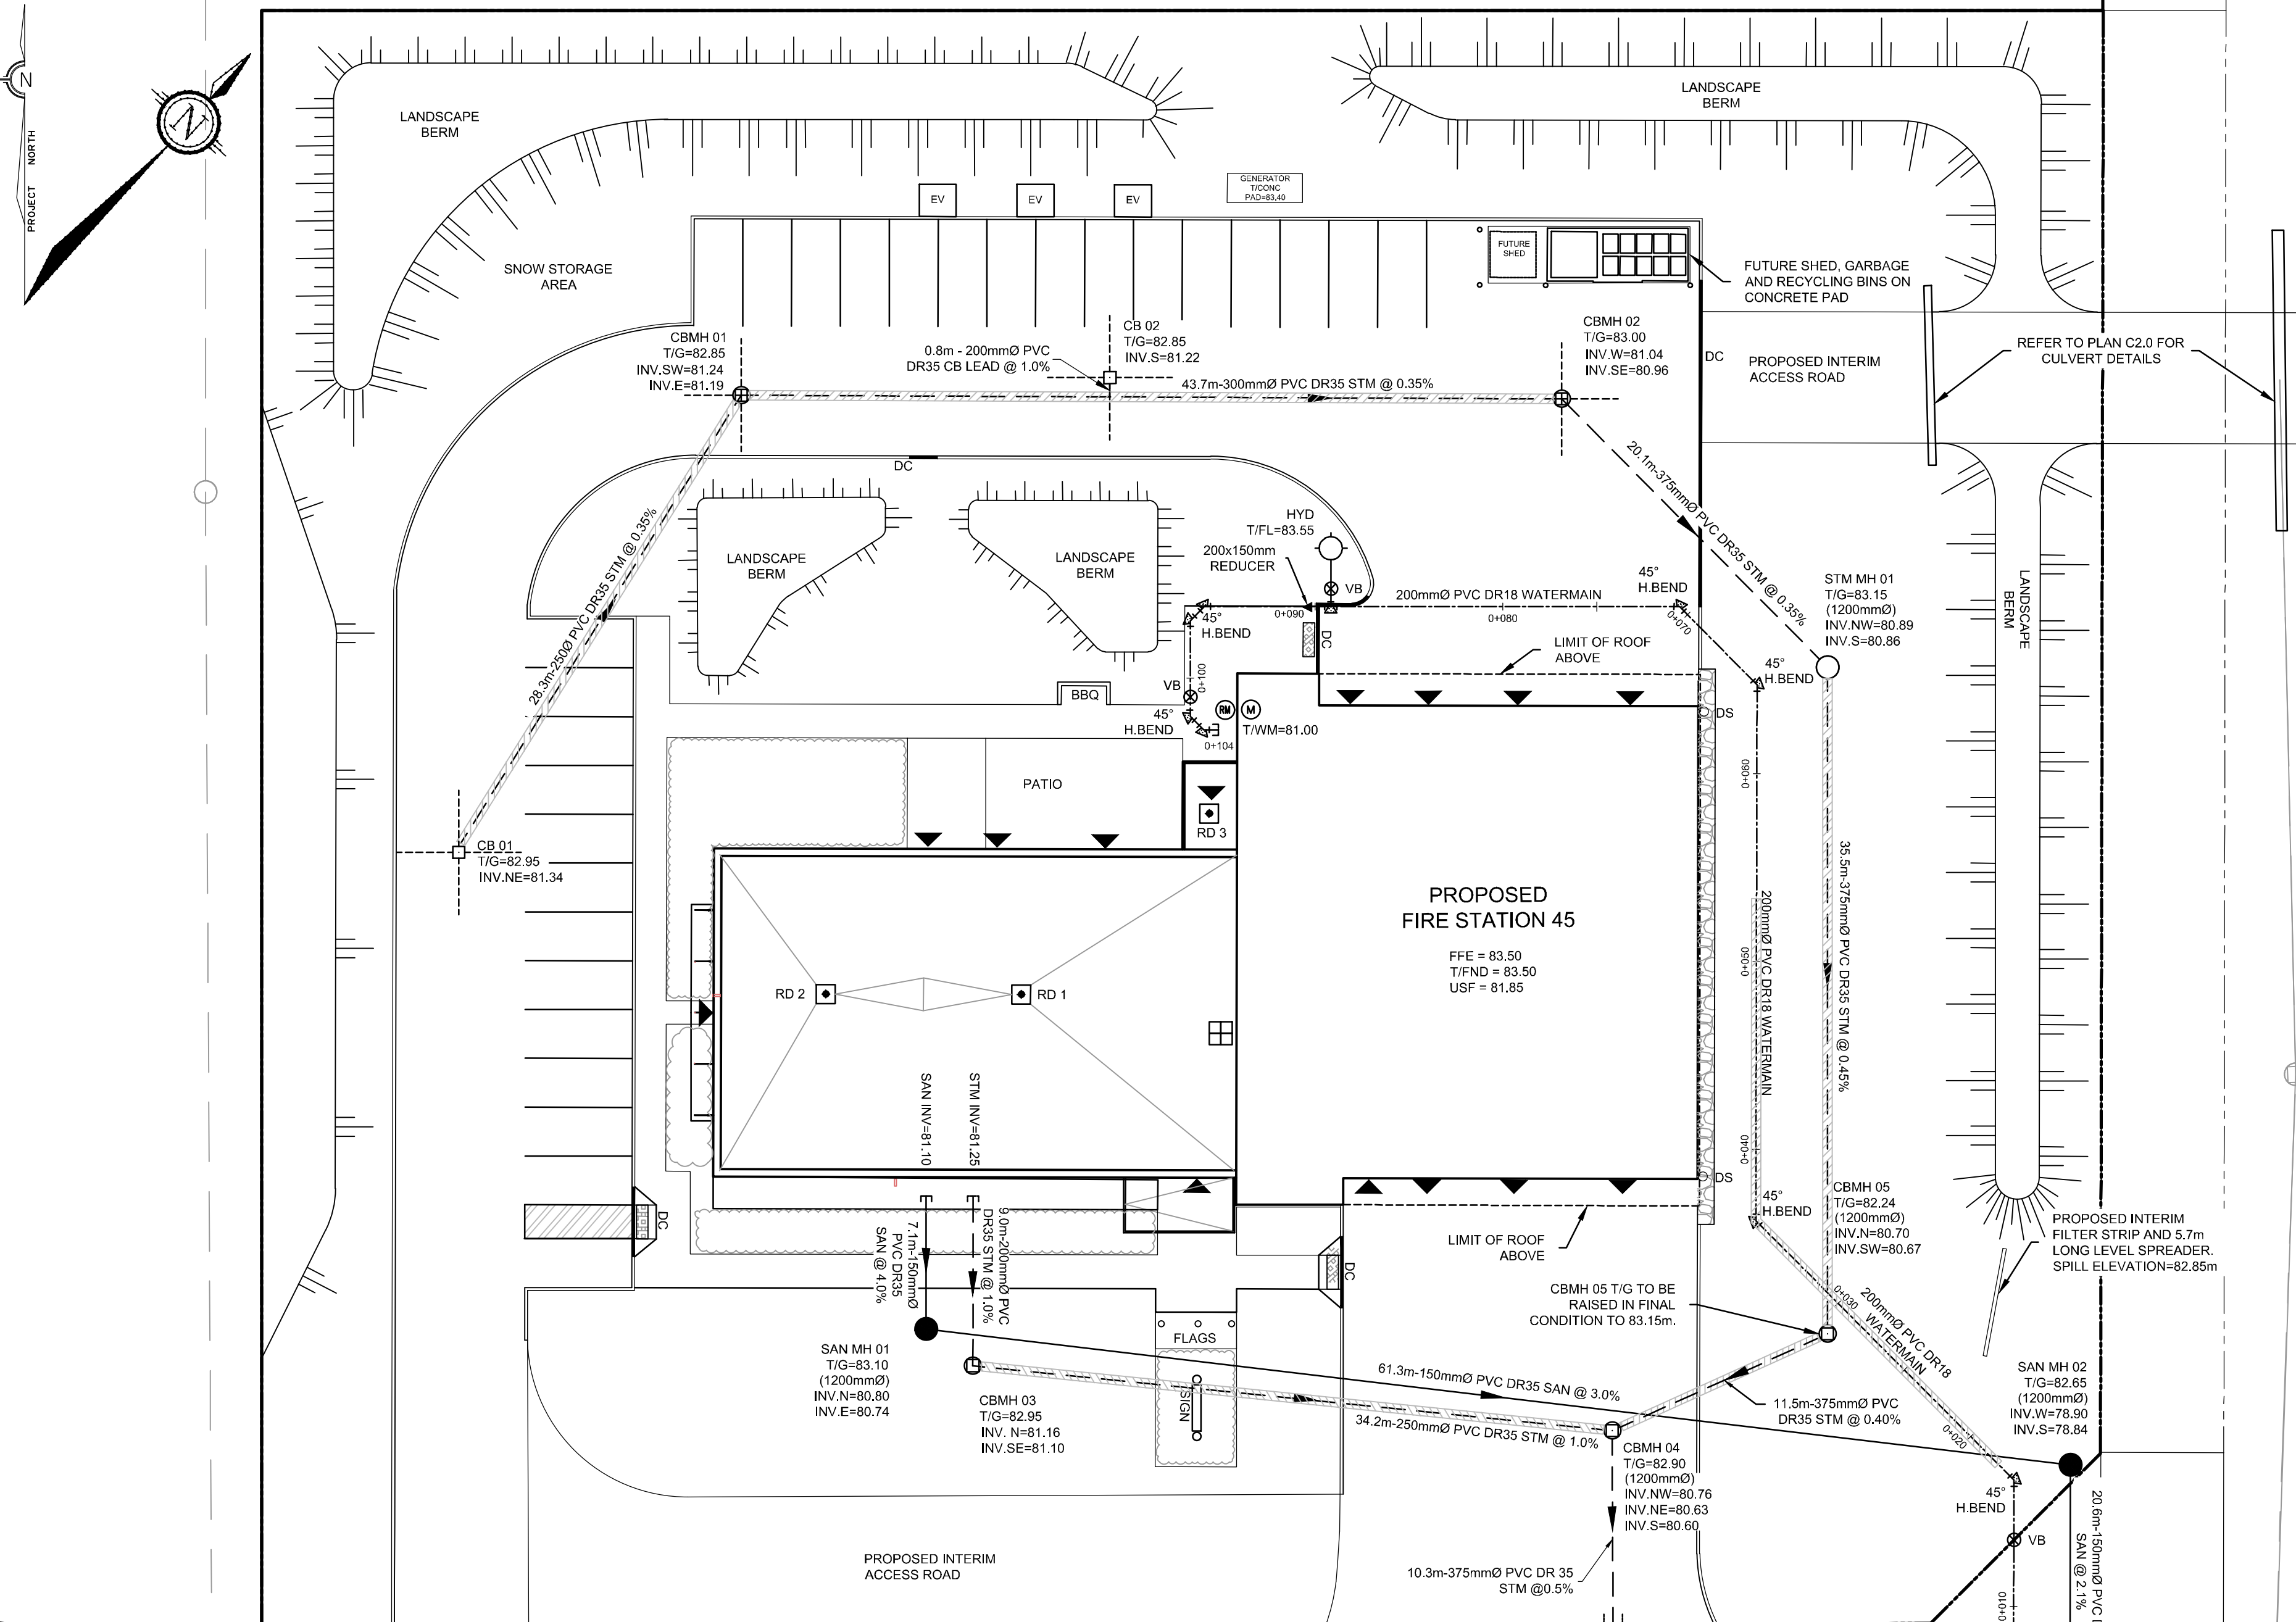 N
PROJECT NORTH
N
LANDSCAPE
BERM
LANDSCAPE
BERM
SNOW STORAGE
AREA
EV
EV
EV
GENERATOR
T/CONC
PAD=83.40
FUTURE
SHED
FUTURE SHED, GARBAGE
AND RECYCLING BINS ON
CONCRETE PAD
CBMH 01
T/G=82.85
INV.SW=81.24
INV.E=81.19
0.8m - 200mmØ PVC
DR35 CB LEAD @ 1.0%
CB 02
T/G=82.85
INV.S=81.22
43.7m-300mmØ PVC DR35 STM @ 0.35%
CBMH 02
T/G=83.00
INV.W=81.04
INV.SE=80.96
DC
PROPOSED INTERIM
ACCESS ROAD
REFER TO PLAN C2.0 FOR
CULVERT DETAILS
DC
28.3m-250Ø PVC DR35 STM @ 0.35%
LANDSCAPE
BERM
LANDSCAPE
BERM
HYD
T/FL=83.55
200x150mm
REDUCER
VB
20.1m-375mmØ PVC DR35 STM @ 0.35%
45°
H.BEND
200mmØ PVC DR18 WATERMAIN
0+090
0+080
0+070
45°
H.BEND
DC
LIMIT OF ROOF
ABOVE
STM MH 01
T/G=83.15
(1200mmØ)
INV.NW=80.89
INV.S=80.86
LANDSCAPE
BERM
45°
H.BEND
0+100
VB
BBQ
RM
M
45°
H.BEND
T/WM=81.00
0+104
DS
0+060
PATIO
RD 3
CB 01
T/G=82.95
INV.NE=81.34
PROPOSED
FIRE STATION 45
FFE = 83.50
T/FND = 83.50
USF = 81.85
35.5m-375mmØ PVC DR35 STM @ 0.45%
200mmØ PVC DR18 WATERMAIN
0+050
RD 2
RD 1
SAN INV=81.10
STM INV=81.25
0+040
DS
45°
H.BEND
CBMH 05
T/G=82.24
(1200mmØ)
INV.N=80.70
INV.SW=80.67
DC
7.1m-150mmØ
PVC DR35
SAN @ 4.0%
9.0m-200mmØ PVC
DR35 STM @ 1.0%
DC
LIMIT OF ROOF
ABOVE
PROPOSED INTERIM
FILTER STRIP AND 5.7m
LONG LEVEL SPREADER.
SPILL ELEVATION=82.85m
CBMH 05 T/G TO BE
RAISED IN FINAL
CONDITION TO 83.15m.
0+030
200mmØ PVC DR18
WATERMAIN
FLAGS
SIGN
SAN MH 01
T/G=83.10
(1200mmØ)
INV.N=80.80
INV.E=80.74
CBMH 03
T/G=82.95
INV. N=81.16
INV.SE=81.10
61.3m-150mmØ PVC DR35 SAN @ 3.0%
34.2m-250mmØ PVC DR35 STM @ 1.0%
11.5m-375mmØ PVC
DR35 STM @ 0.40%
SAN MH 02
T/G=82.65
(1200mmØ)
INV.W=78.90
INV.S=78.84
0+020
CBMH 04
T/G=82.90
(1200mmØ)
INV.NW=80.76
INV.NE=80.63
INV.S=80.60
45°
H.BEND
VB
20.6m-150mmØ PVC
SAN @ 2.1%
0+010
PROPOSED INTERIM
ACCESS ROAD
10.3m-375mmØ PVC DR 35
STM @0.5%